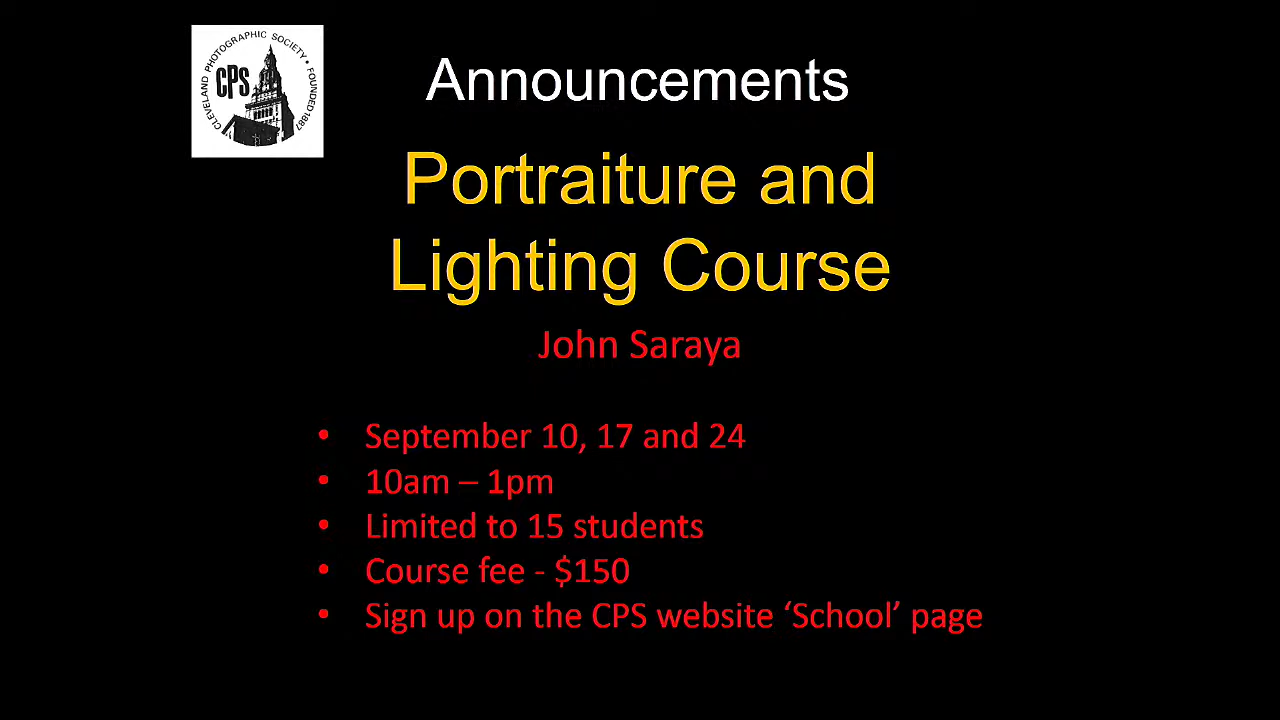 CLEVELAND PHOTOGRAPHIC SOCIETY • FOUNDED 1887
CPS
Announcements
Portraiture and
Lighting Course
John Saraya
• September 10, 17 and 24
• 10am – 1pm
• Limited to 15 students
• Course fee - $150
• Sign up on the CPS website ‘School’ page